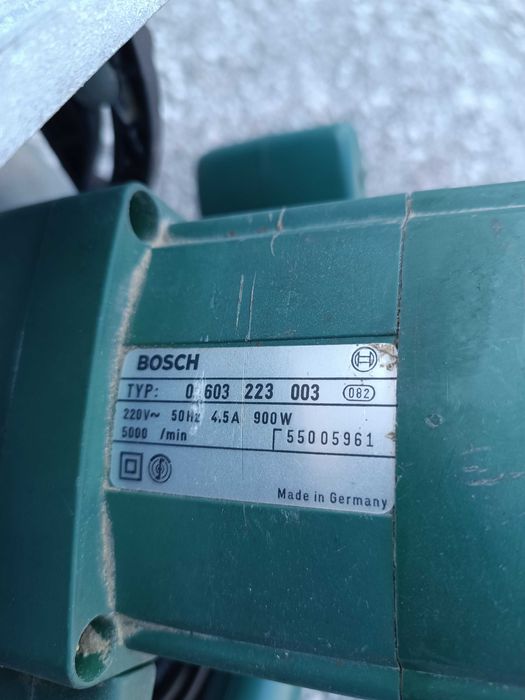 BOSCH
TYP: 0 603 223 003 082
220V~ 50Hz 4.5A 900W
5000 /min 55005961
Made in Germany